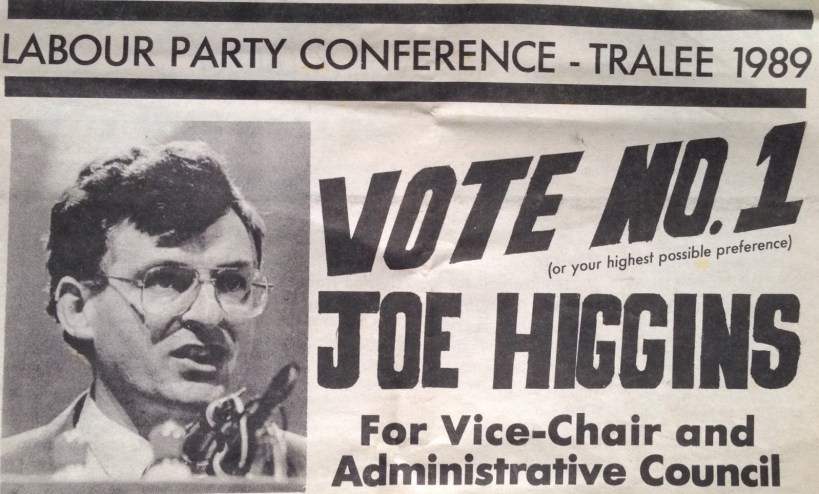 LABOUR PARTY CONFERENCE - TRALEE 1989
VOTE NO. 1
(or your highest possible preference)
JOE HIGGINS
For Vice-Chair and
Administrative Council